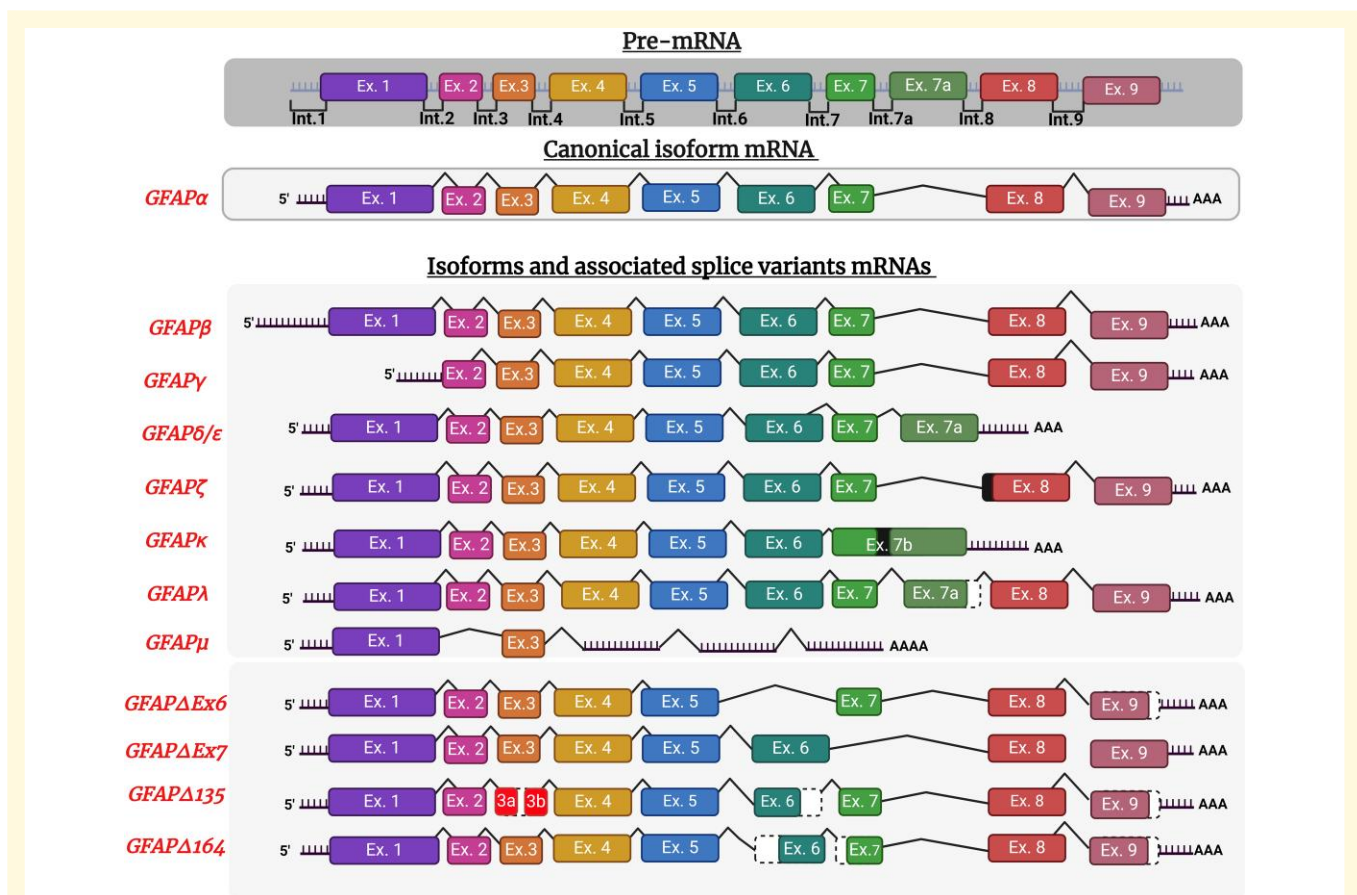 Pre-mRNA
Ex. 1 Ex. 2 Ex.3 Ex. 4 Ex. 5 Ex. 6 Ex. 7 Ex. 7a Ex. 8 Ex. 9
Int.1 Int.2 Int.3 Int.4 Int.5 Int.6 Int.7 Int.7a Int.8 Int.9
Canonical isoform mRNA
GFAPα 5' Ex. 1 Ex. 2 Ex.3 Ex. 4 Ex. 5 Ex. 6 Ex. 7 Ex. 8 Ex. 9 AAA
Isoforms and associated splice variants mRNAs
GFAPβ 5' Ex. 1 Ex. 2 Ex.3 Ex. 4 Ex. 5 Ex. 6 Ex. 7 Ex. 8 Ex. 9 AAA
GFAPγ 5' Ex. 2 Ex.3 Ex. 4 Ex. 5 Ex. 6 Ex. 7 Ex. 8 Ex. 9 AAA
GFAPδ/ε 5' Ex. 1 Ex. 2 Ex.3 Ex. 4 Ex. 5 Ex. 6 Ex. 7 Ex. 7a AAA
GFAPζ 5' Ex. 1 Ex. 2 Ex.3 Ex. 4 Ex. 5 Ex. 6 Ex. 7 Ex. 8 Ex. 9 AAA
GFAPκ 5' Ex. 1 Ex. 2 Ex.3 Ex. 4 Ex. 5 Ex. 6 Ex. 7b AAA
GFAPλ 5' Ex. 1 Ex. 2 Ex.3 Ex. 4 Ex. 5 Ex. 6 Ex. 7 Ex. 7a Ex. 8 Ex. 9 AAA
GFAPμ 5' Ex. 1 Ex.3 AAAA
GFAPΔEx6 5' Ex. 1 Ex. 2 Ex.3 Ex. 4 Ex. 5 Ex. 7 Ex. 8 Ex. 9 AAA
GFAPΔEx7 5' Ex. 1 Ex. 2 Ex.3 Ex. 4 Ex. 5 Ex. 6 Ex. 8 Ex. 9 AAA
GFAPΔ135 5' Ex. 1 Ex. 2 3a 3b Ex. 4 Ex. 5 Ex. 6 Ex. 7 Ex. 8 Ex. 9 AAA
GFAPΔ164 5' Ex. 1 Ex. 2 Ex.3 Ex. 4 Ex. 5 Ex. 6 Ex.7 Ex. 8 Ex. 9 AAA